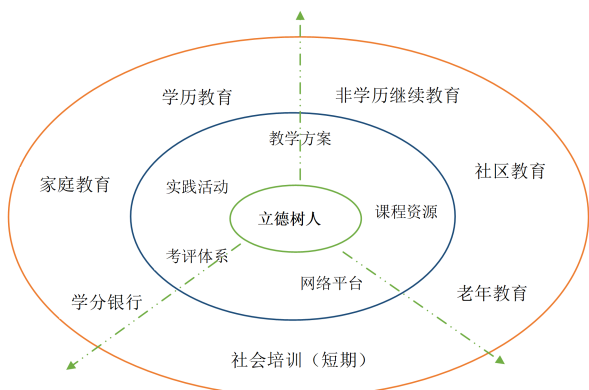 学历教育
非学历继续教育
教学方案
社区教育
家庭教育
实践活动
课程资源
立德树人
考评体系
网络平台
老年教育
学分银行
社会培训（短期）